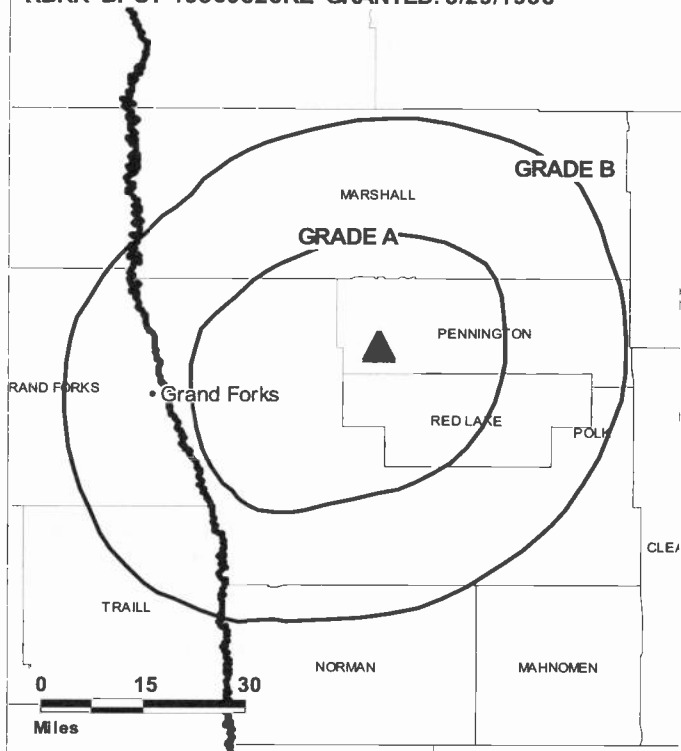 GRANTED:
GRADE B
MARSHALL
GRADE A
PENNINGTON
RAND FORKS
Grand Forks
RED LAKE
POLK
CLEA
TRAILL
NORMAN
MAHNOMEN
0 15 30
Miles